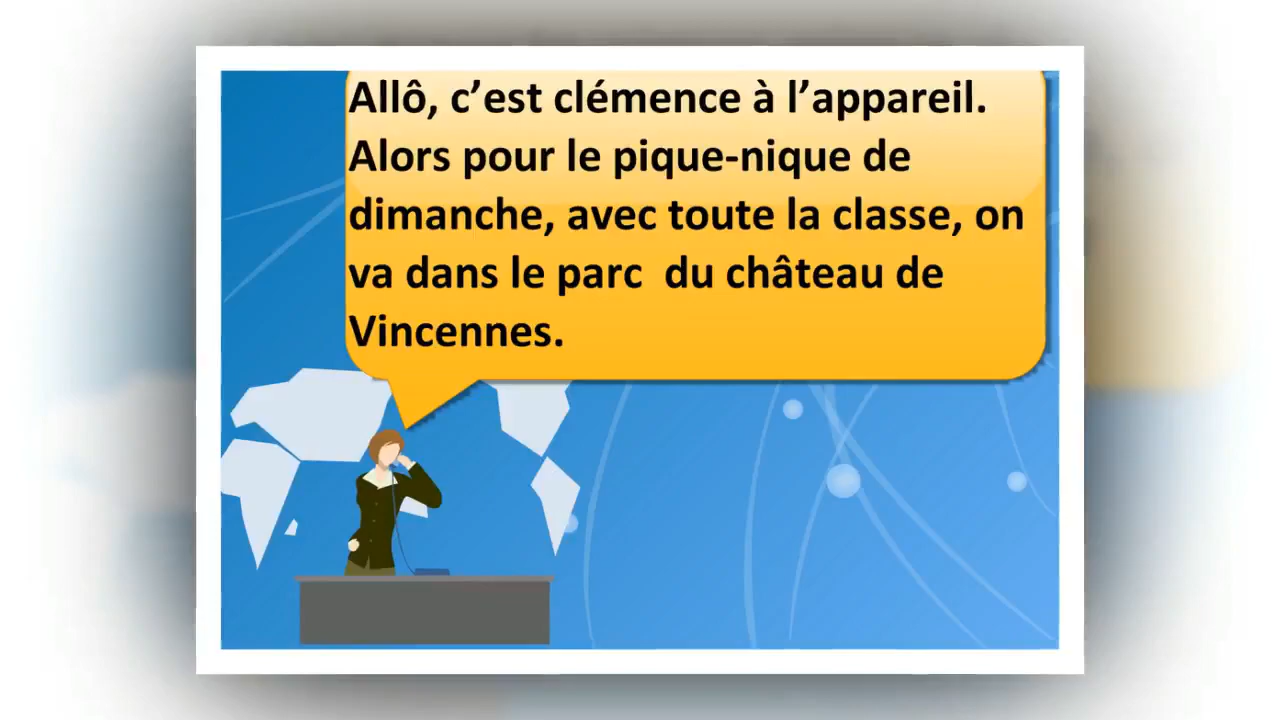 Allô, c’est clémence à l’appareil.
Alors pour le pique-nique de
dimanche, avec toute la classe, on
va dans le parc  du château de
Vincennes.